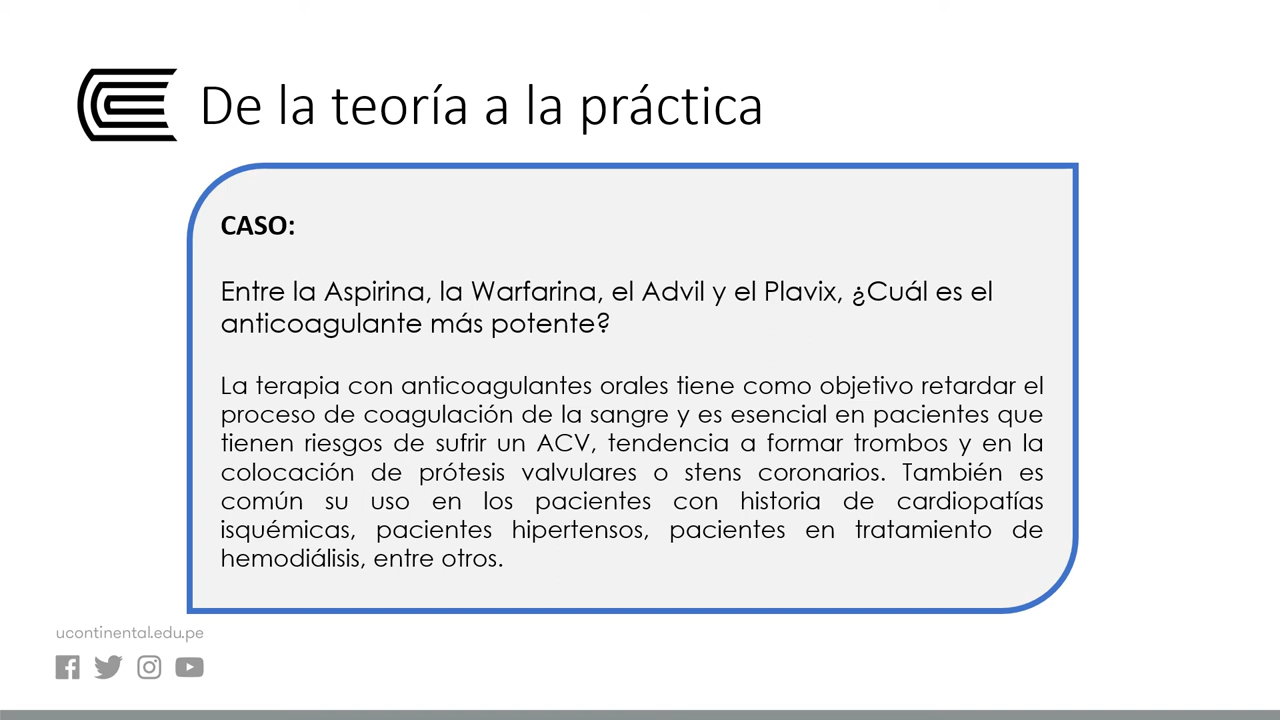 De la teoría a la práctica
CASO:
Entre la Aspirina, la Warfarina, el Advil y el Plavix, ¿Cuál es el
anticoagulante más potente?
La terapia con anticoagulantes orales tiene como objetivo retardar el
proceso de coagulación de la sangre y es esencial en pacientes que
tienen riesgos de sufrir un ACV, tendencia a formar trombos y en la
colocación de prótesis valvulares o stens coronarios. También es
común su uso en los pacientes con historia de cardiopatías
isquémicas, pacientes hipertensos, pacientes en tratamiento de
hemodiálisis, entre otros.
ucontinental.edu.pe